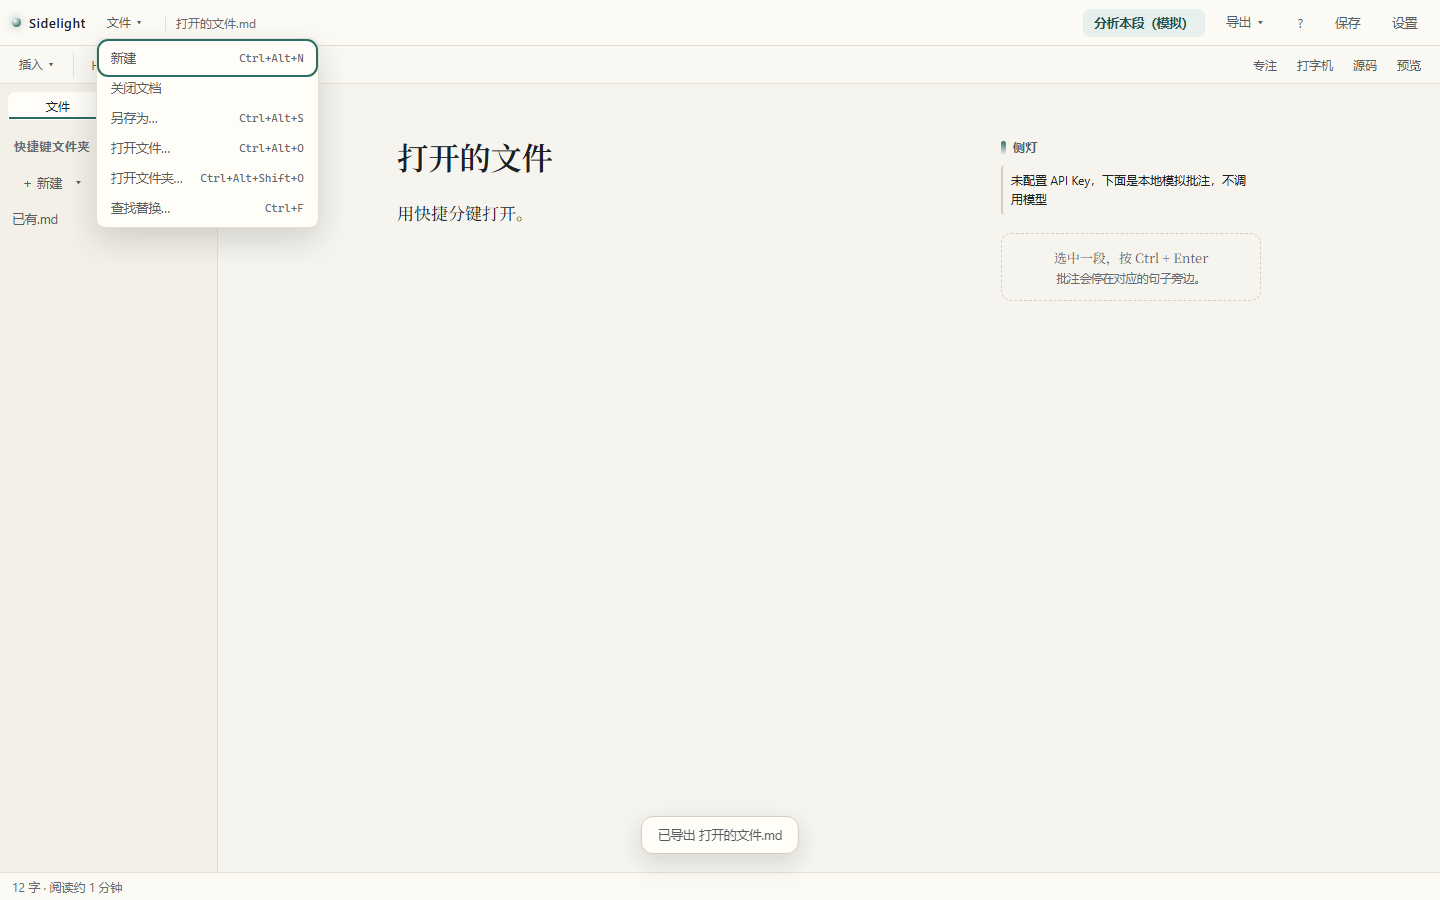 Sidelight 文件 打开的文件.md 分析本段（模拟） 导出 ? 保存 设置
插入 专注 打字机 源码 预览
新建 Ctrl+Alt+N
关闭文档
另存为... Ctrl+Alt+S
打开文件... Ctrl+Alt+O
打开文件夹... Ctrl+Alt+Shift+O
查找替换... Ctrl+F
文件
快捷键文件夹
+ 新建
已有.md
打开的文件
用快捷分键打开。
侧灯
未配置 API Key，下面是本地模拟批注，不调
用模型
选中一段，按 Ctrl + Enter
批注会停在对应的句子旁边。
已导出 打开的文件.md
12 字 · 阅读约 1 分钟